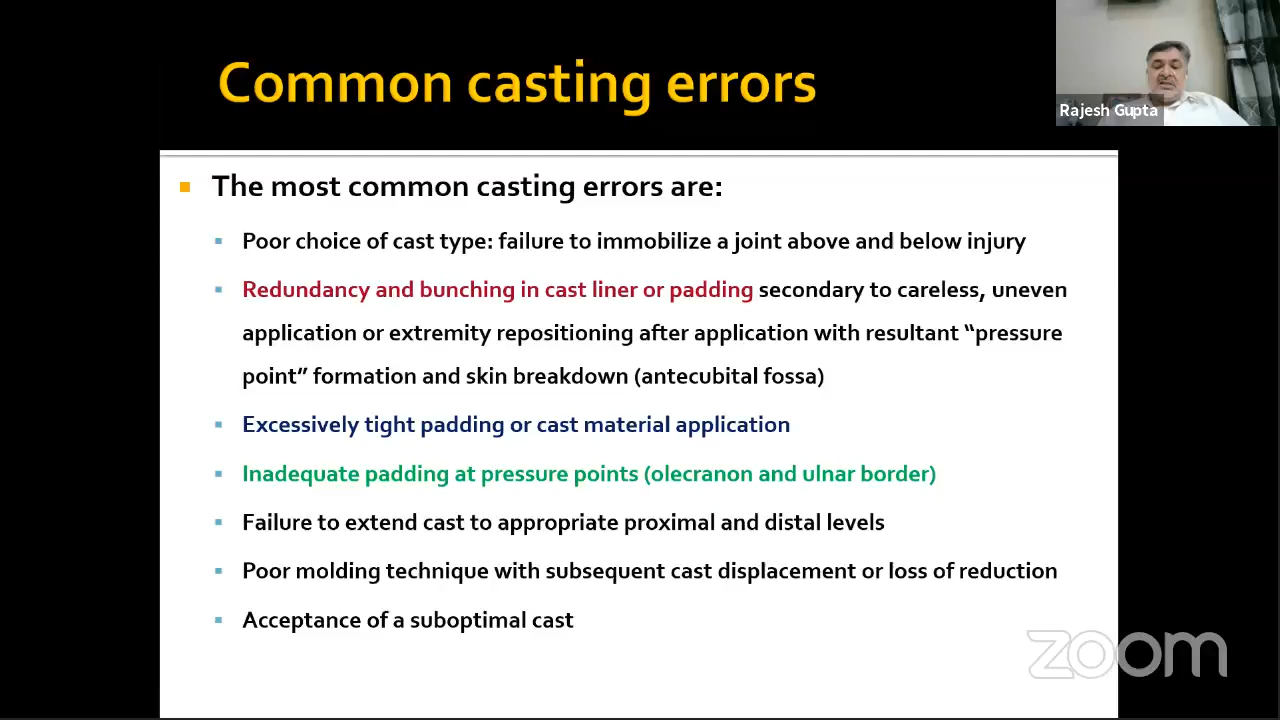 Common casting errors
Rajesh Gupta
The most common casting errors are:
Poor choice of cast type: failure to immobilize a joint above and below injury
Redundancy and bunching in cast liner or padding secondary to careless, uneven
application or extremity repositioning after application with resultant “pressure
point” formation and skin breakdown (antecubital fossa)
Excessively tight padding or cast material application
Inadequate padding at pressure points (olecranon and ulnar border)
Failure to extend cast to appropriate proximal and distal levels
Poor molding technique with subsequent cast displacement or loss of reduction
Acceptance of a suboptimal cast
zoom